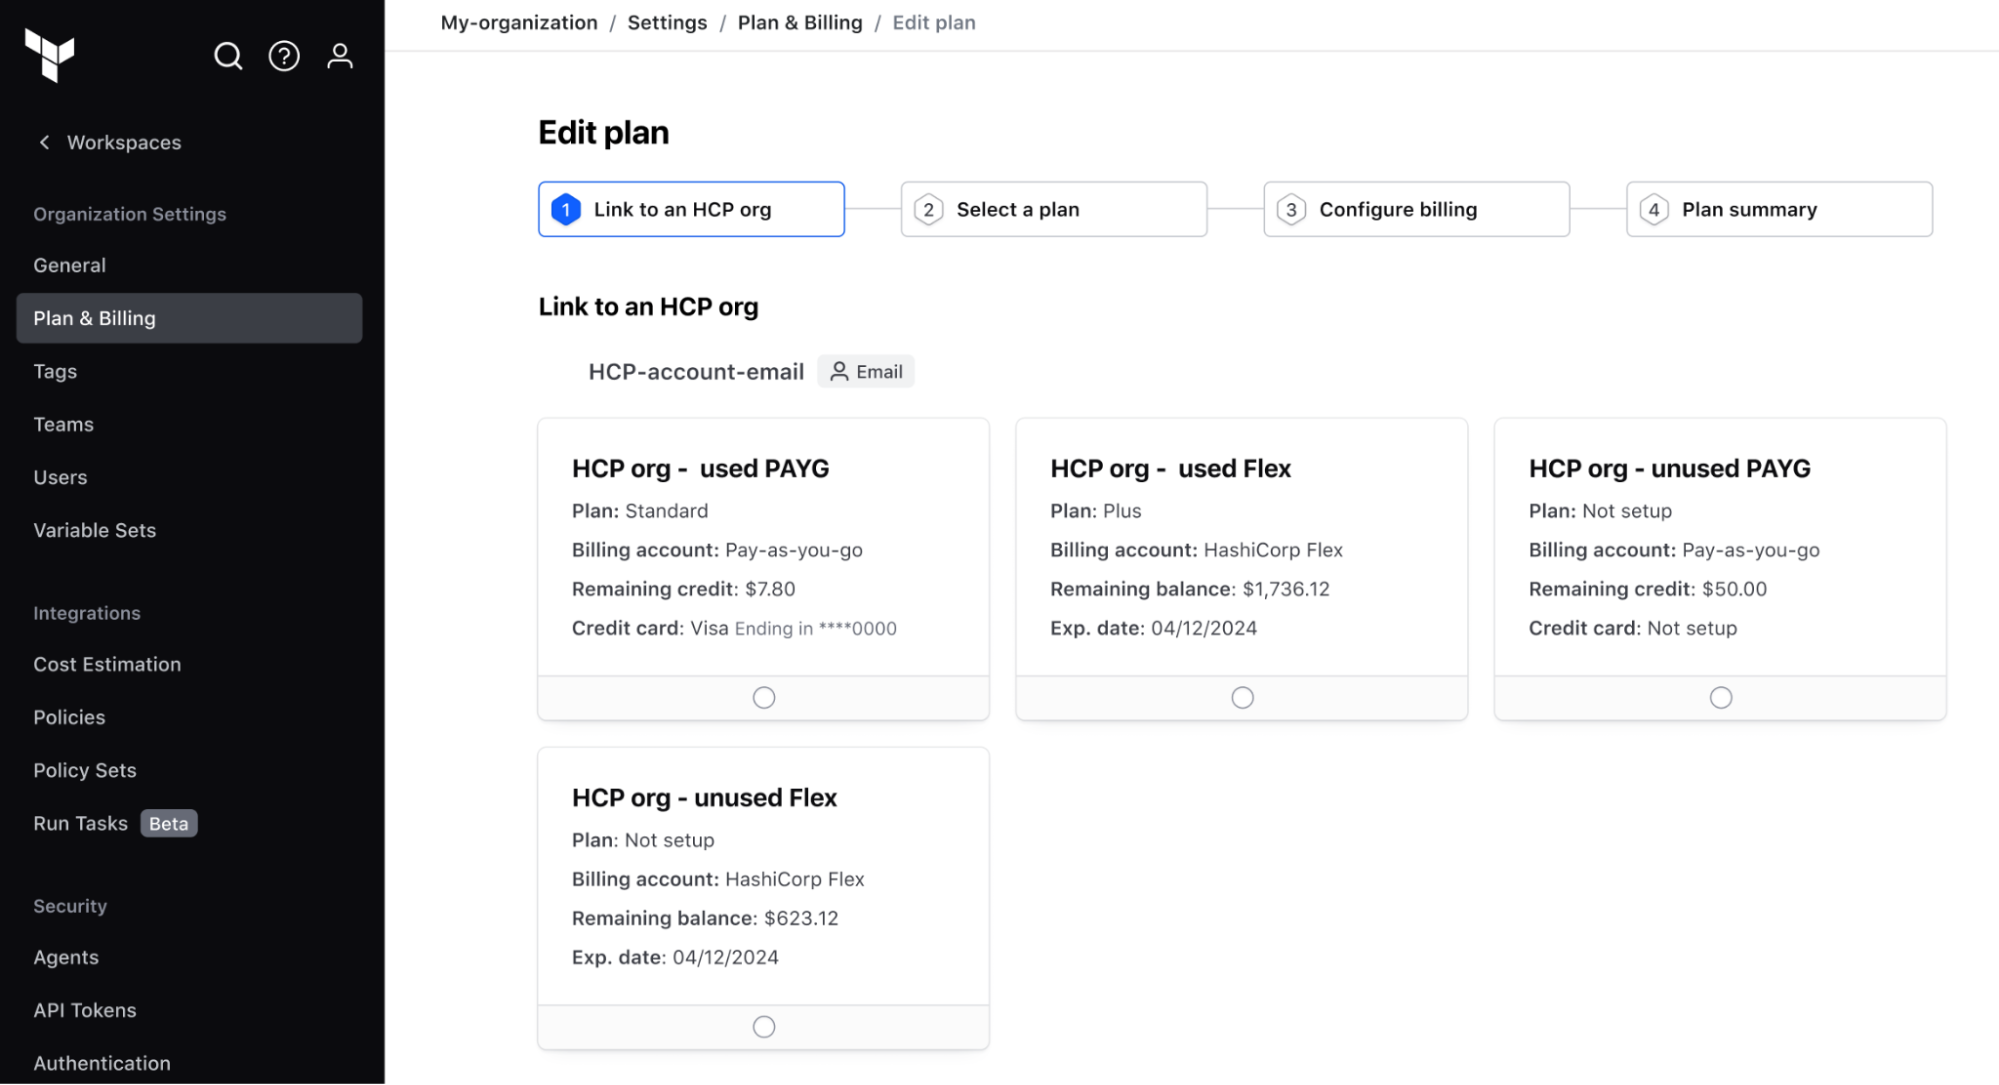 My-organization / Settings / Plan & Billing / Edit plan
Workspaces
Organization Settings
General
Plan & Billing
Tags
Teams
Users
Variable Sets
Integrations
Cost Estimation
Policies
Policy Sets
Run Tasks Beta
Security
Agents
API Tokens
Authentication
Edit plan
1 Link to an HCP org
2 Select a plan
3 Configure billing
4 Plan summary
Link to an HCP org
HCP-account-email Email
HCP org - used PAYG
Plan: Standard
Billing account: Pay-as-you-go
Remaining credit: $7.80
Credit card: Visa Ending in ****0000
HCP org - used Flex
Plan: Plus
Billing account: HashiCorp Flex
Remaining balance: $1,736.12
Exp. date: 04/12/2024
HCP org - unused PAYG
Plan: Not setup
Billing account: Pay-as-you-go
Remaining credit: $50.00
Credit card: Not setup
HCP org - unused Flex
Plan: Not setup
Billing account: HashiCorp Flex
Remaining balance: $623.12
Exp. date: 04/12/2024